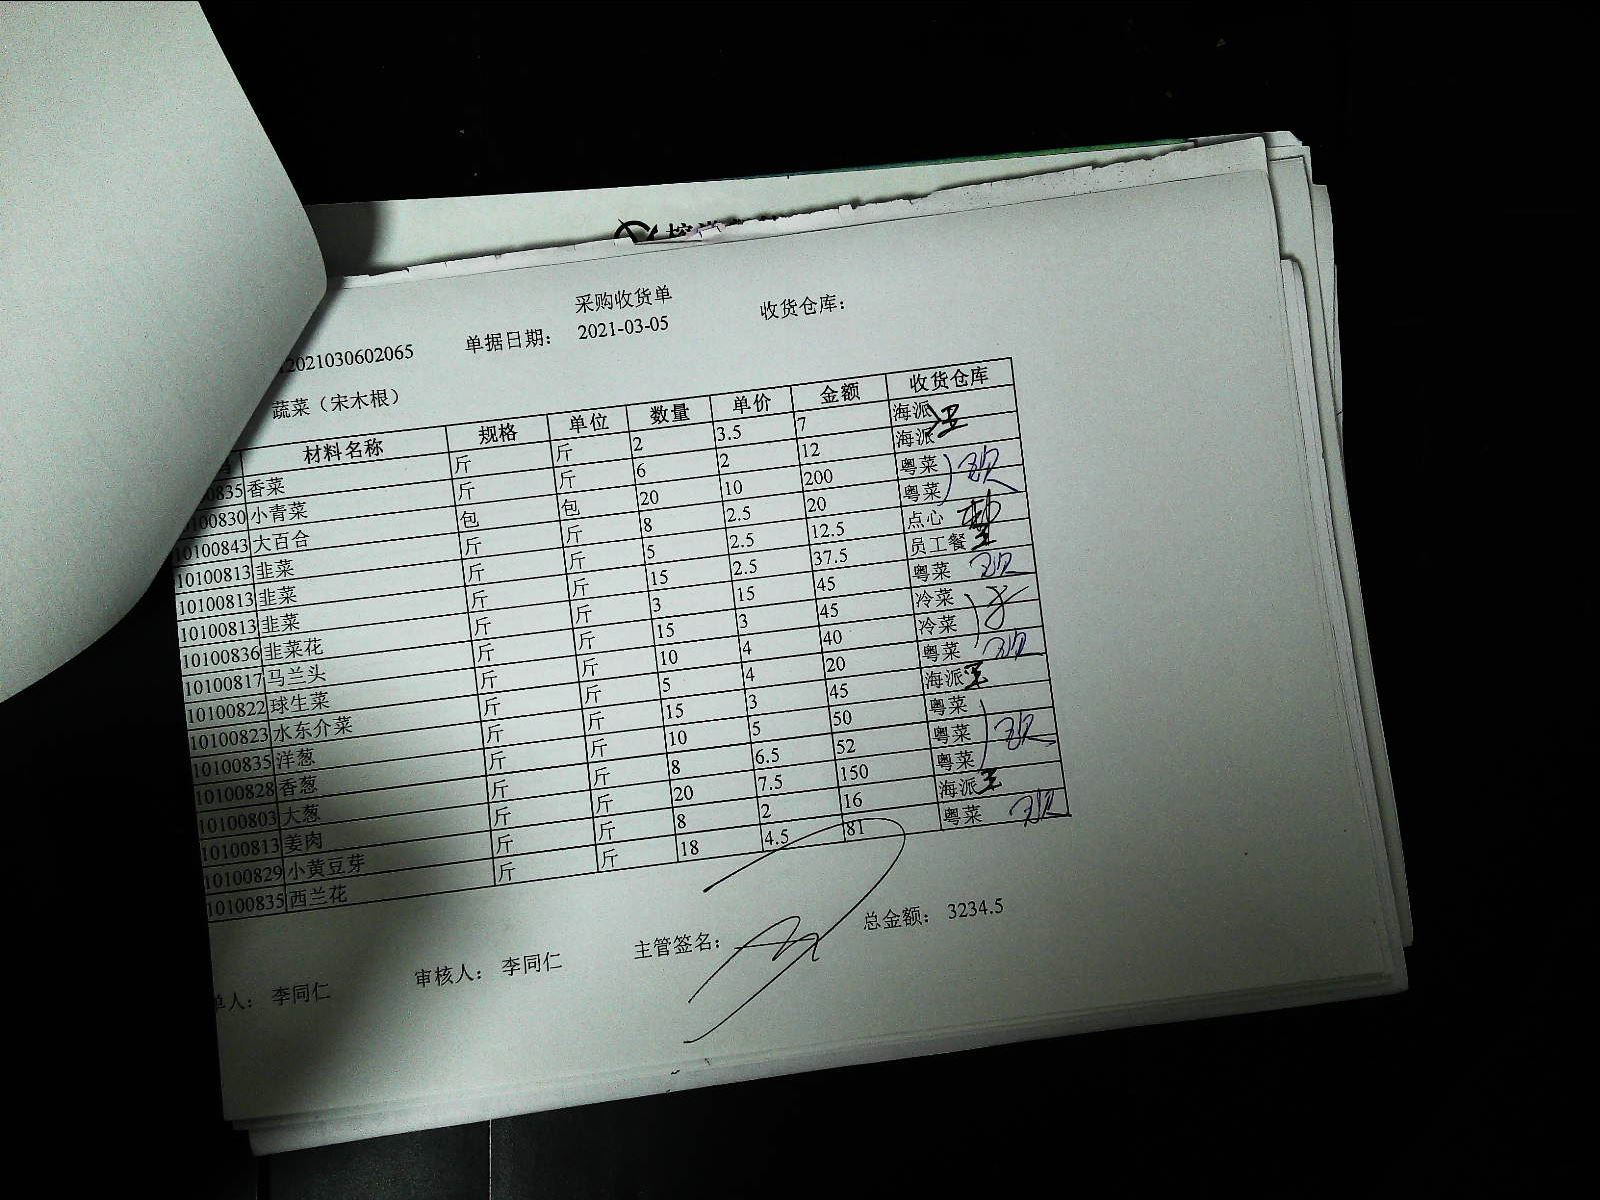 采购收货单
2021030602065 单据日期： 2021-03-05 收货仓库：
蔬菜（宋木根）
材料名称 规格 单位 数量 单价 金额 收货仓库
0835 香菜 斤 斤 2 3.5 7 海派
0100830 小青菜 斤 斤 6 2 12 海派
10100843 大百合 包 包 20 10 200 粤菜
10100813 韭菜 斤 斤 8 2.5 20 粤菜
10100813 韭菜 斤 斤 5 2.5 12.5 点心
10100813 韭菜 斤 斤 15 2.5 37.5 员工餐
10100836 韭菜花 斤 斤 3 15 45 粤菜
10100817 马兰头 斤 斤 15 3 45 冷菜
10100822 球生菜 斤 斤 10 4 40 冷菜
10100823 水东介菜 斤 斤 5 4 20 粤菜
10100835 洋葱 斤 斤 15 3 45 海派
10100828 香葱 斤 斤 10 5 50 粤菜
10100803 大葱 斤 斤 8 6.5 52 粤菜
10100813 姜肉 斤 斤 20 7.5 150 粤菜
10100829 小黄豆芽 斤 斤 8 2 16 海派
10100835 西兰花 斤 斤 18 4.5 81 粤菜
单人： 李同仁 审核人： 李同仁 主管签名： 总金额： 3234.5